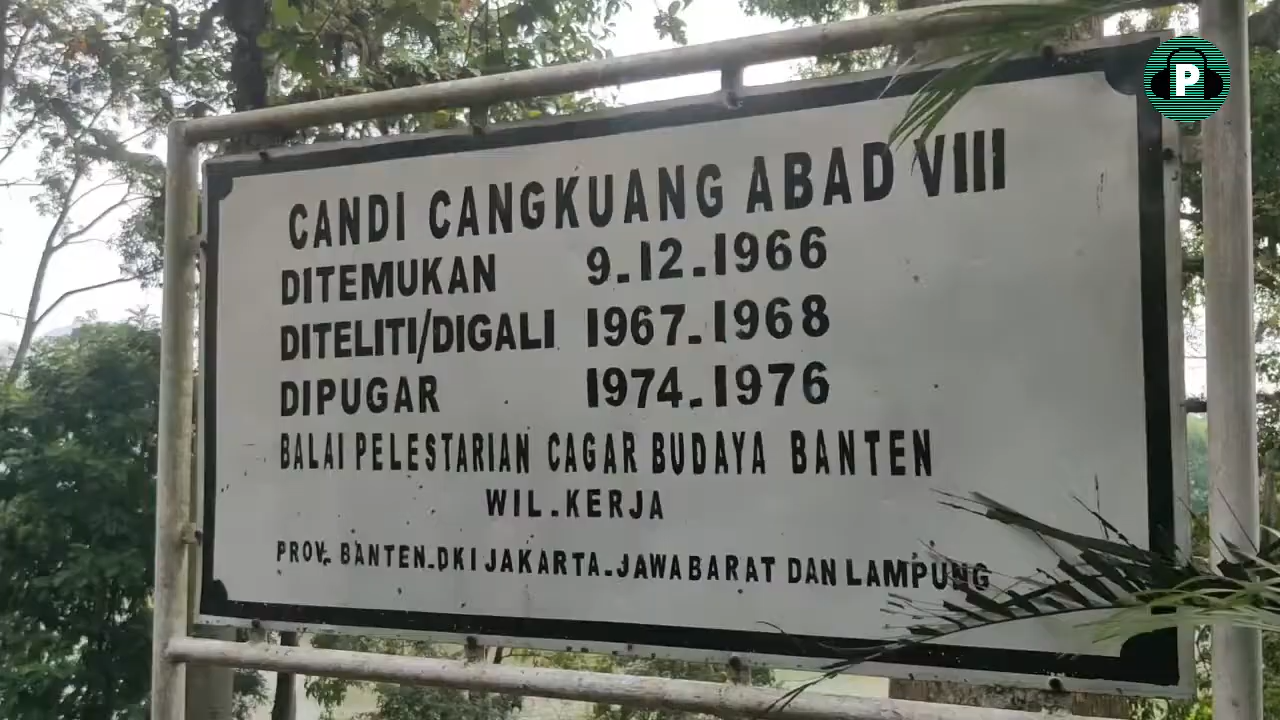 P
CANDI CANGKUANG ABAD VIII
DITEMUKAN 9.12.1966
DITELITI/DIGALI 1967-1968
DIPUGAR 1974-1976
BALAI PELESTARIAN CAGAR BUDAYA BANTEN
WIL.KERJA
PROV. BANTEN.DKI JAKARTA.JAWA BARAT DAN LAMPUNG